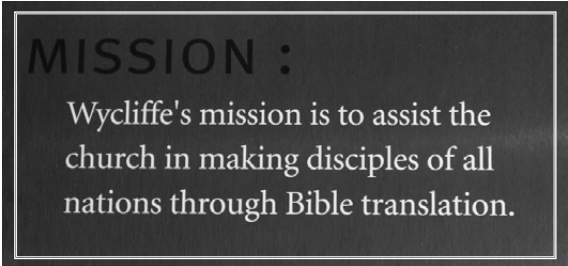 MISSION :
Wycliffe's mission is to assist the
church in making disciples of all
nations through Bible translation.